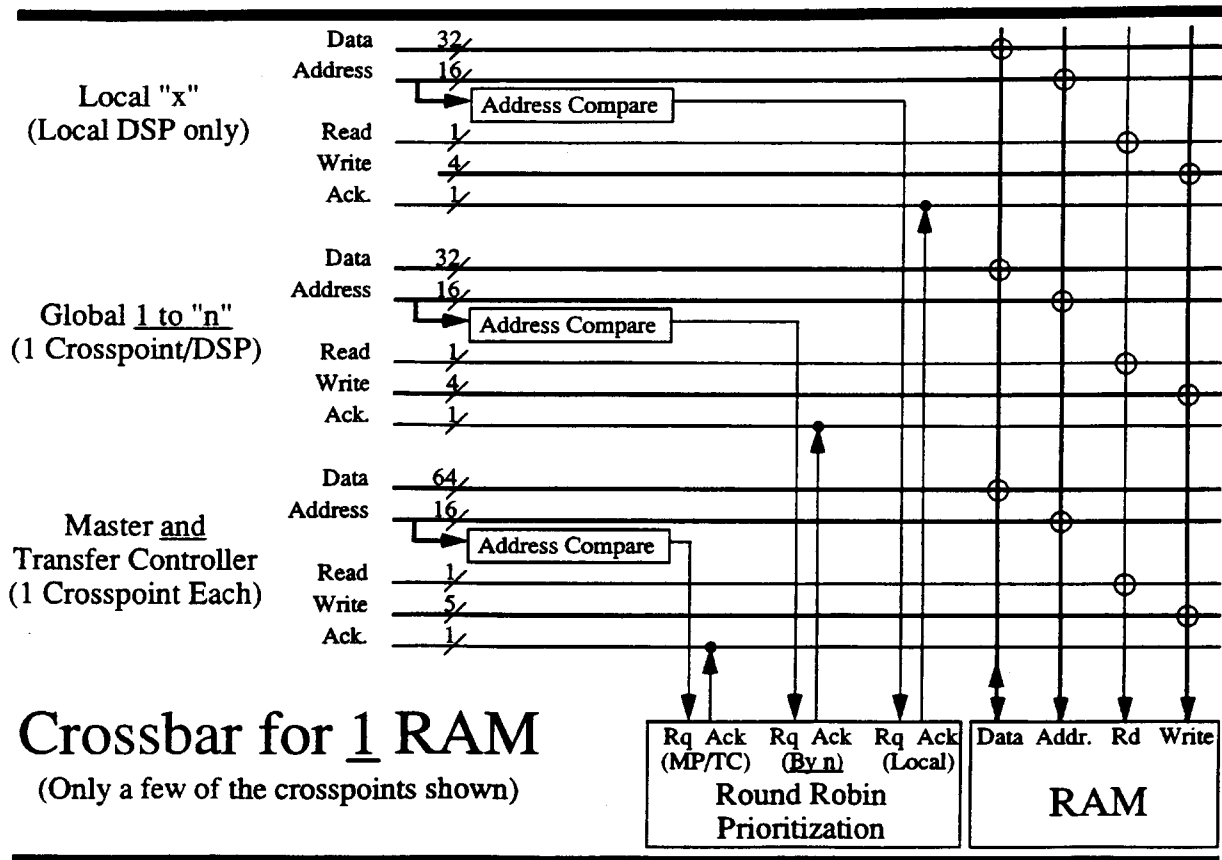 Local "x"
(Local DSP only)
Data 32
Address 16
Address Compare
Read 1
Write 4
Ack. 1
Global 1 to "n"
(1 Crosspoint/DSP)
Data 32
Address 16
Address Compare
Read 1
Write 4
Ack. 1
Master and
Transfer Controller
(1 Crosspoint Each)
Data 64
Address 16
Address Compare
Read 1
Write 5
Ack. 1
Crossbar for 1 RAM
(Only a few of the crosspoints shown)
Rq Ack Rq Ack Rq Ack
(MP/TC) (By n) (Local)
Round Robin
Prioritization
Data Addr. Rd Write
RAM